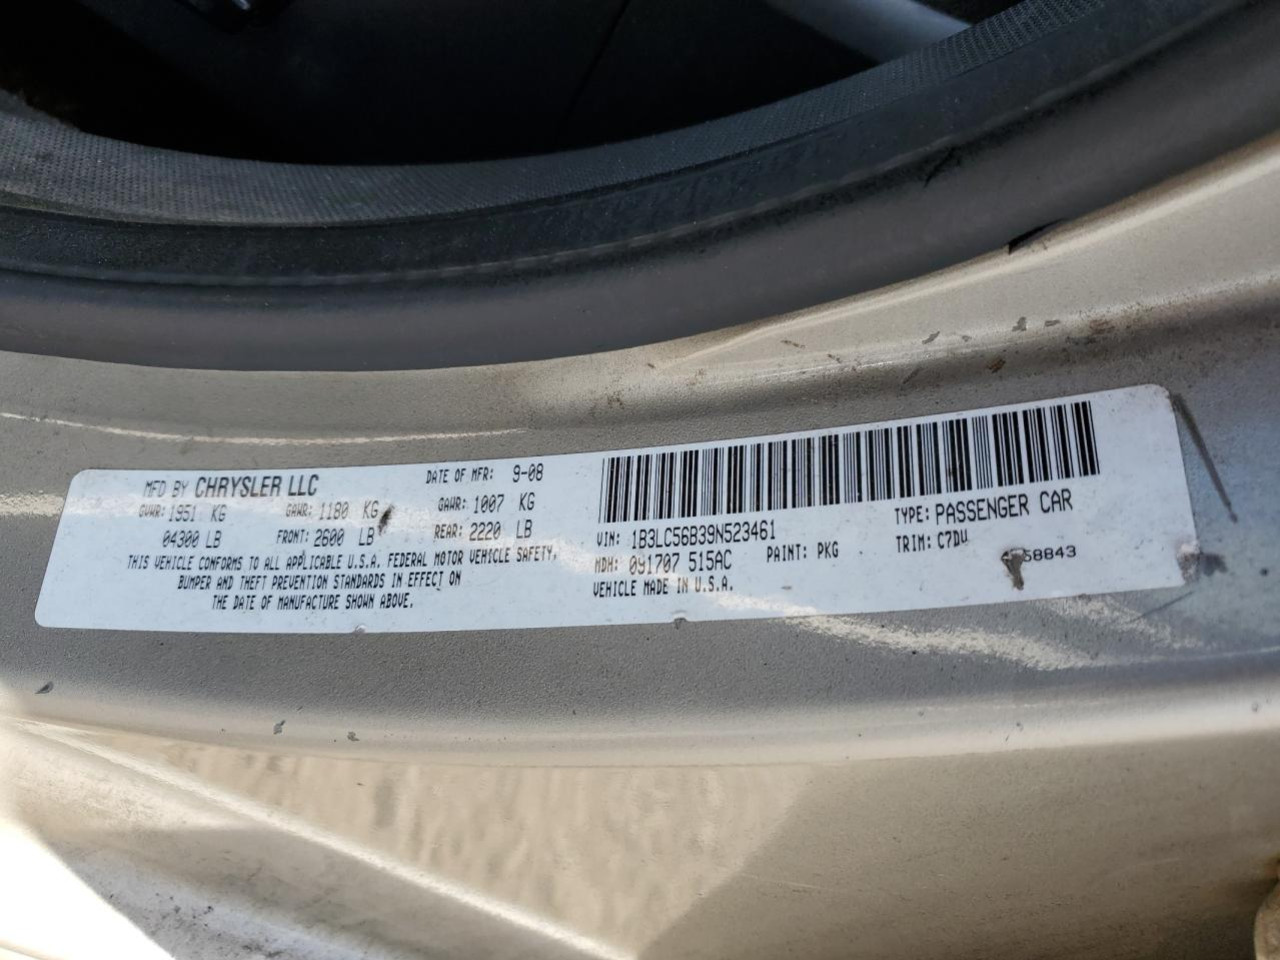 MFD BY CHRYSLER LLC DATE OF MFR: 9-08
GVWR: 1951 KG GAWR: 1180 KG GAWR: 1007 KG
04300 LB FRONT: 2600 LB REAR: 2220 LB
THIS VEHICLE CONFORMS TO ALL APPLICABLE U.S.A. FEDERAL MOTOR VEHICLE SAFETY,
BUMPER AND THEFT PREVENTION STANDARDS IN EFFECT ON
THE DATE OF MANUFACTURE SHOWN ABOVE.
VIN: 1B3LC56B39N523461 TYPE: PASSENGER CAR
MDH: 091707 515AC PAINT: PKG TRIM: C7DV
VEHICLE MADE IN U.S.A.